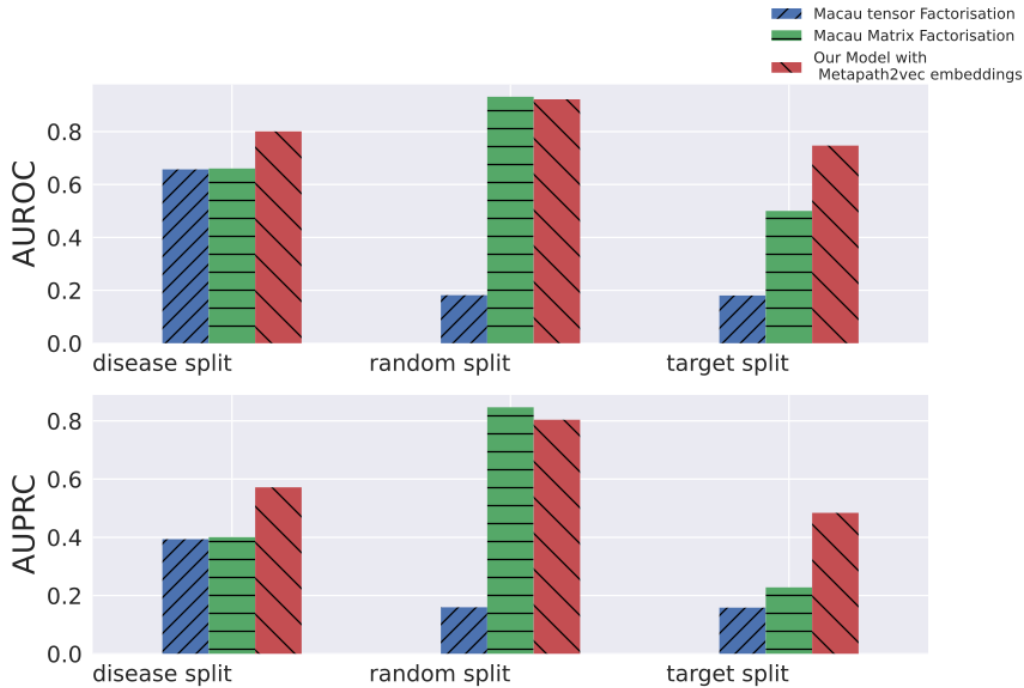 Macau tensor Factorisation
Macau Matrix Factorisation
Our Model with
Metapath2vec embeddings
AUROC
0.8
0.6
0.4
0.2
0.0
disease split random split target split
AUPRC
0.8
0.6
0.4
0.2
0.0
disease split random split target split